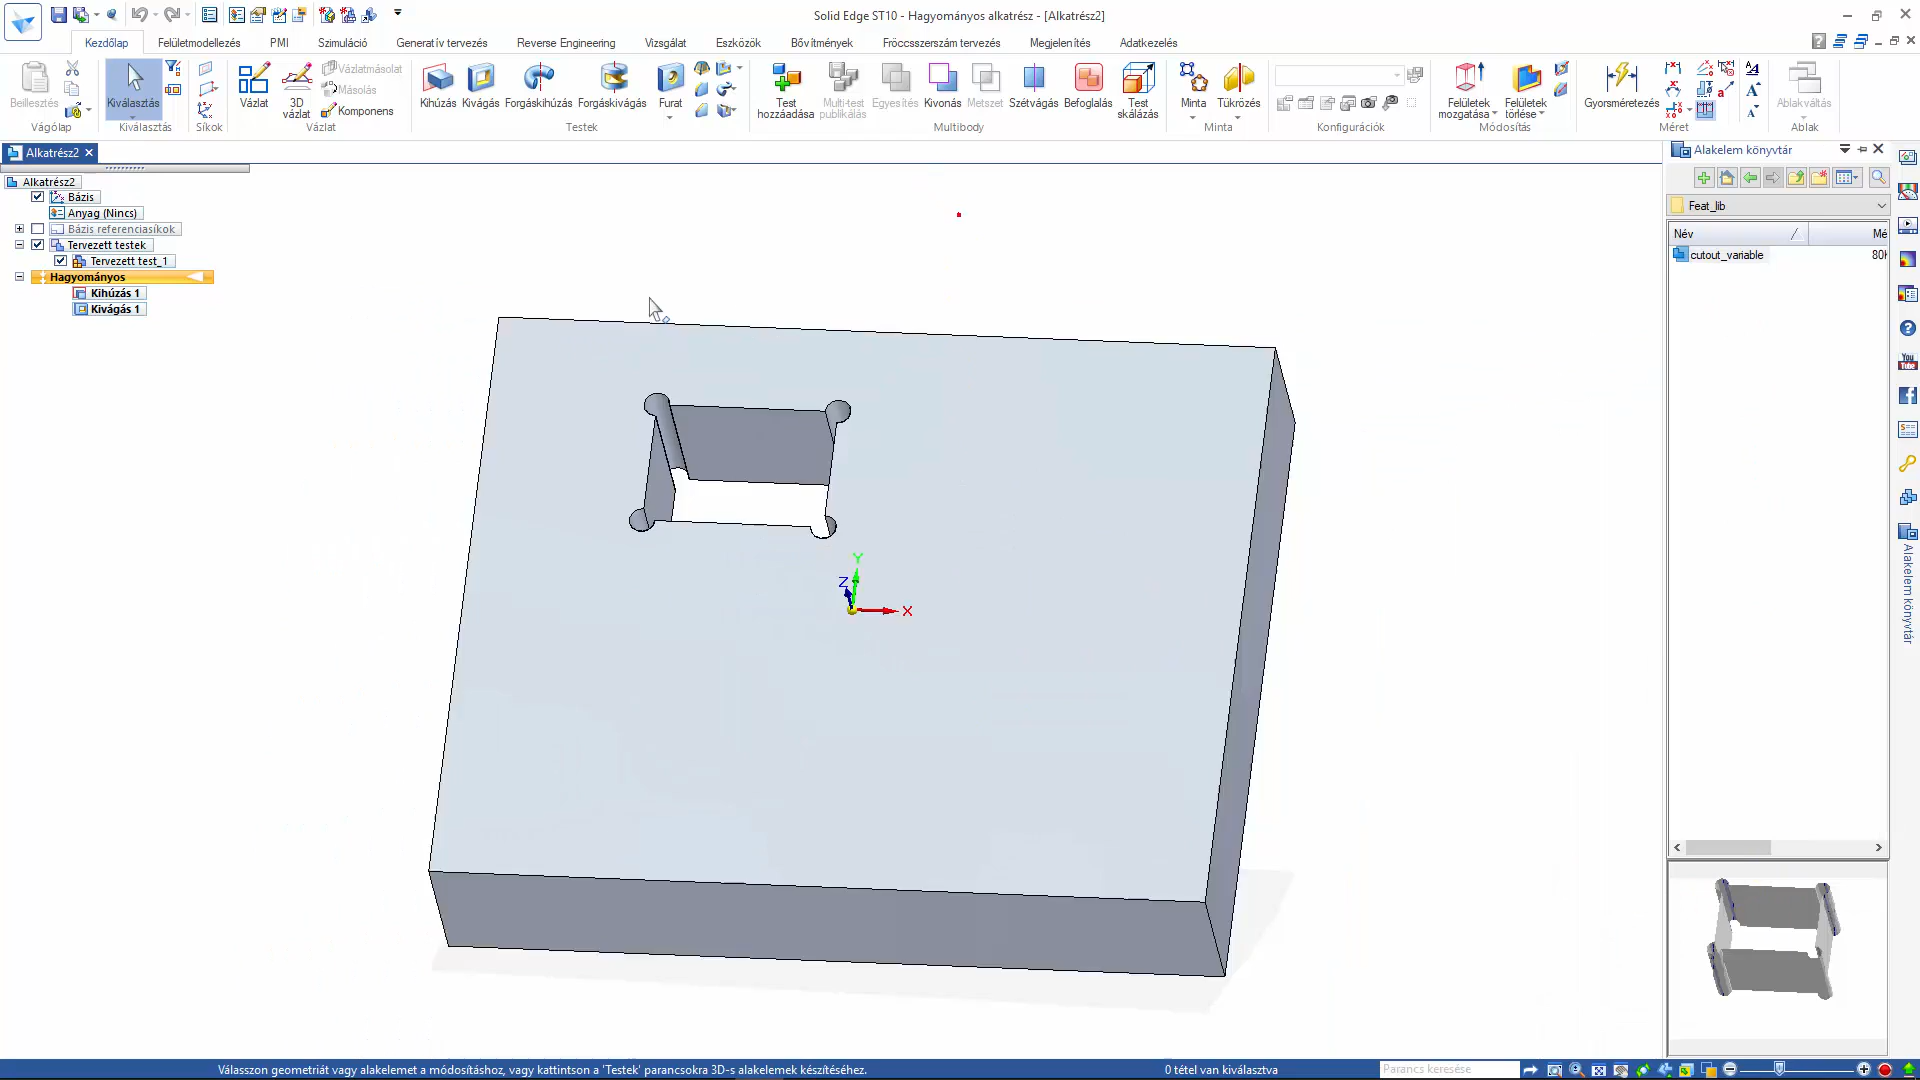 Solid Edge ST10 - Hagyományos alkatrész - [Alkatrész2]
Kezdőlap Felületmodellezés PMI Szimuláció Generatív tervezés Reverse Engineering Vizsgálat Eszközök Bővítmények Fröccsszerszám tervezés Megjelenítés Adatkezelés
Beillesztés
Vágólap
Kiválasztás
Kiválasztás
Síkok
Vázlat
3D vázlat
Vázlatmásolat
Másolás
Komponens
Vázlat
Kihúzás
Kivágás
Forgáskihúzás
Forgáskivágás
Furat
Testek
Test hozzáadása
Multi-test publikálás
Egyesítés
Kivonás
Metszet
Szétvágás
Befoglalás
Test skálázás
Multibody
Minta
Tükrözés
Minta
Konfigurációk
Felületek mozgatása
Felületek törlése
Módosítás
Gyorsméretezés
Méret
Ablakváltás
Ablak
Alkatrész2
Alkatrész2
Bázis
Anyag (Nincs)
Bázis referenciasíkok
Tervezett testek
Tervezett test_1
Hagyományos
Kihúzás 1
Kivágás 1
Y
Z
X
Alakelem könyvtár
Feat_lib
Név Mé
cutout_variable 80
You Tube
Alakelem könyvtár
Válasszon geometriát vagy alakelemet a módosításhoz, vagy kattintson a 'Testek' parancsokra 3D-s alakelemek készítéséhez.
0 tétel van kiválasztva
Parancs keresése